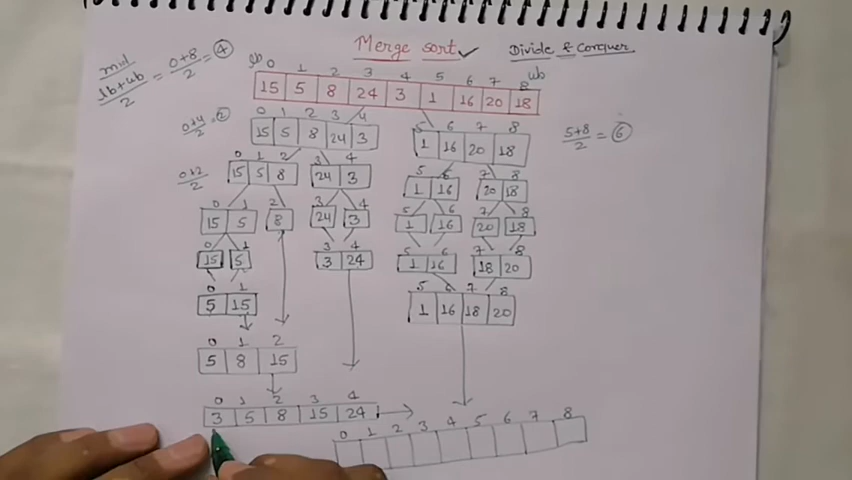 Merge sort ✓ Divide & Conquer
mid
lb+ub/2 = 0+8/2 = 4
lb 0 1 2 3 4 5 6 7 8 ub
15 5 8 24 3 1 16 20 18
0+4/2 = 2
0 1 2 3 4
15 5 8 24 3
5 6 7 8
1 16 20 18
5+8/2 = 6
0+2/2
0 1 2
15 5 8
3 4
24 3
5 6
1 16
7 8
20 18
0 1
15 5
2
8
3
24
4
3
5
1
6
16
7
20
8
18
0
15
1
5
3 4
3 24
5 6
1 16
7 8
18 20
0 1
5 15
5 6 7 8
1 16 18 20
0 1 2
5 8 15
0 1 2 3 4
3 5 8 15 24
0 1 2 3 4 5 6 7 8